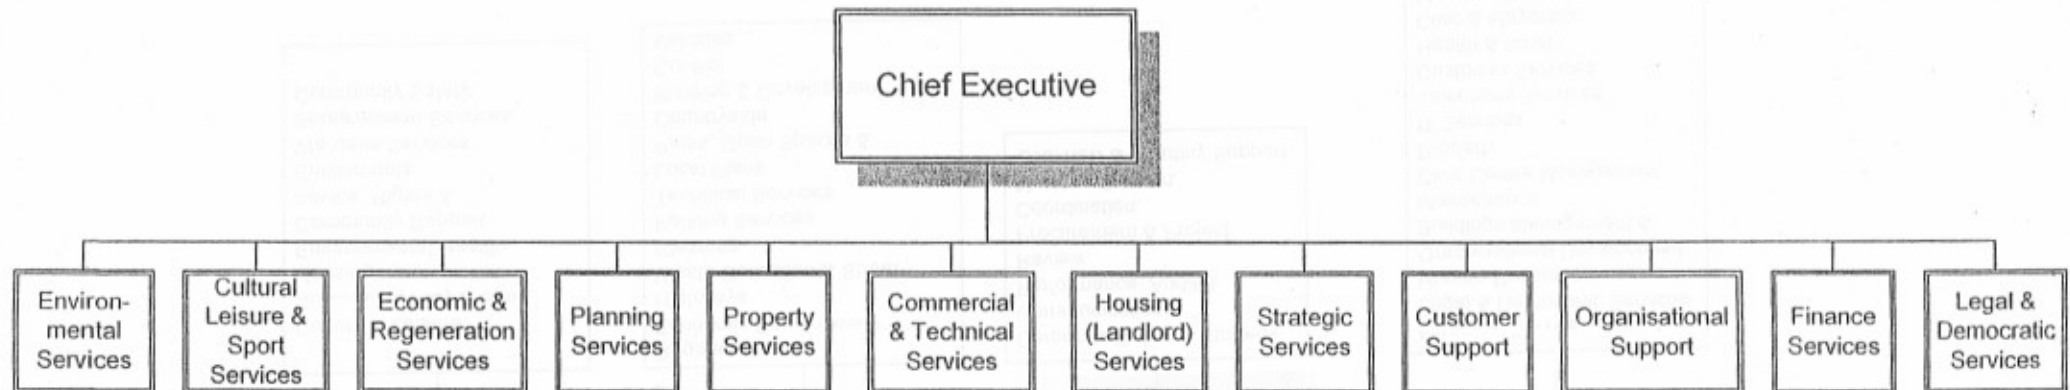 Chief Executive
Environ-
mental
Services
Cultural
Leisure &
Sport
Services
Economic &
Regeneration
Services
Planning
Services
Property
Services
Commercial
& Technical
Services
Housing
(Landlord)
Services
Strategic
Services
Customer
Support
Organisational
Support
Finance
Services
Legal &
Democratic
Services